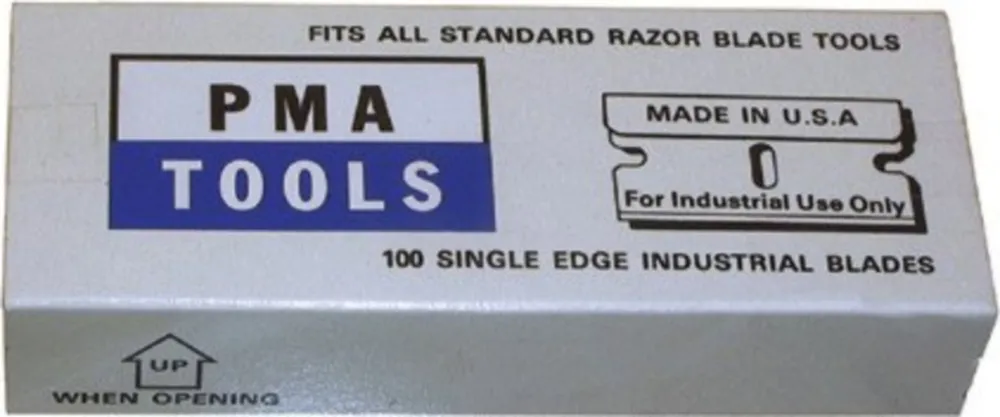 FITS ALL STANDARD RAZOR BLADE TOOLS
PMA
TOOLS
MADE IN U.S.A
For Industrial Use Only
100 SINGLE EDGE INDUSTRIAL BLADES
UP
WHEN OPENING